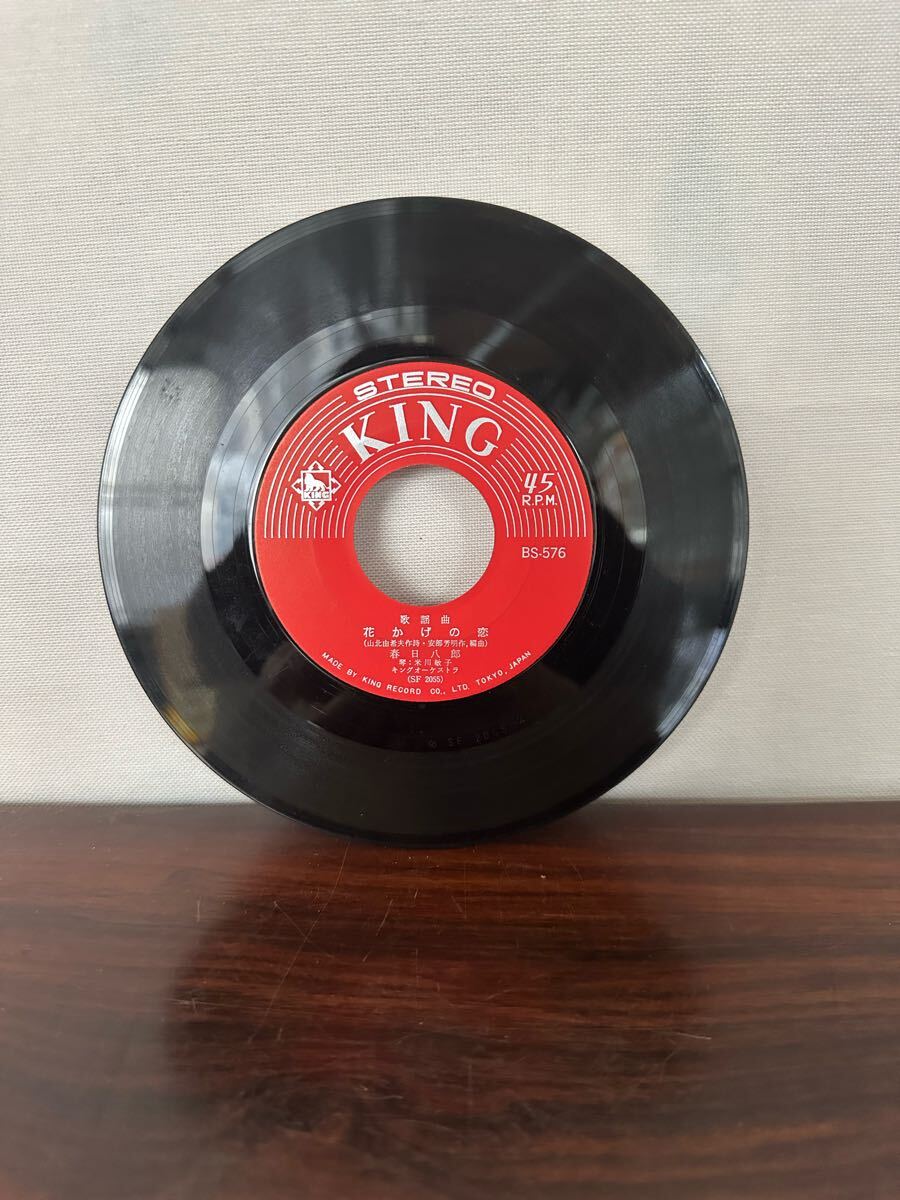 STEREO
KING
KING
45
R.P.M.
BS-576
歌謡曲
花かげの恋
(山北由希夫作詩・安部芳明作,編曲)
春日八郎
琴:米川敏子
キングオーケストラ
(SF 2055)
MADE BY KING RECORD CO., LTD. TOKYO, JAPAN